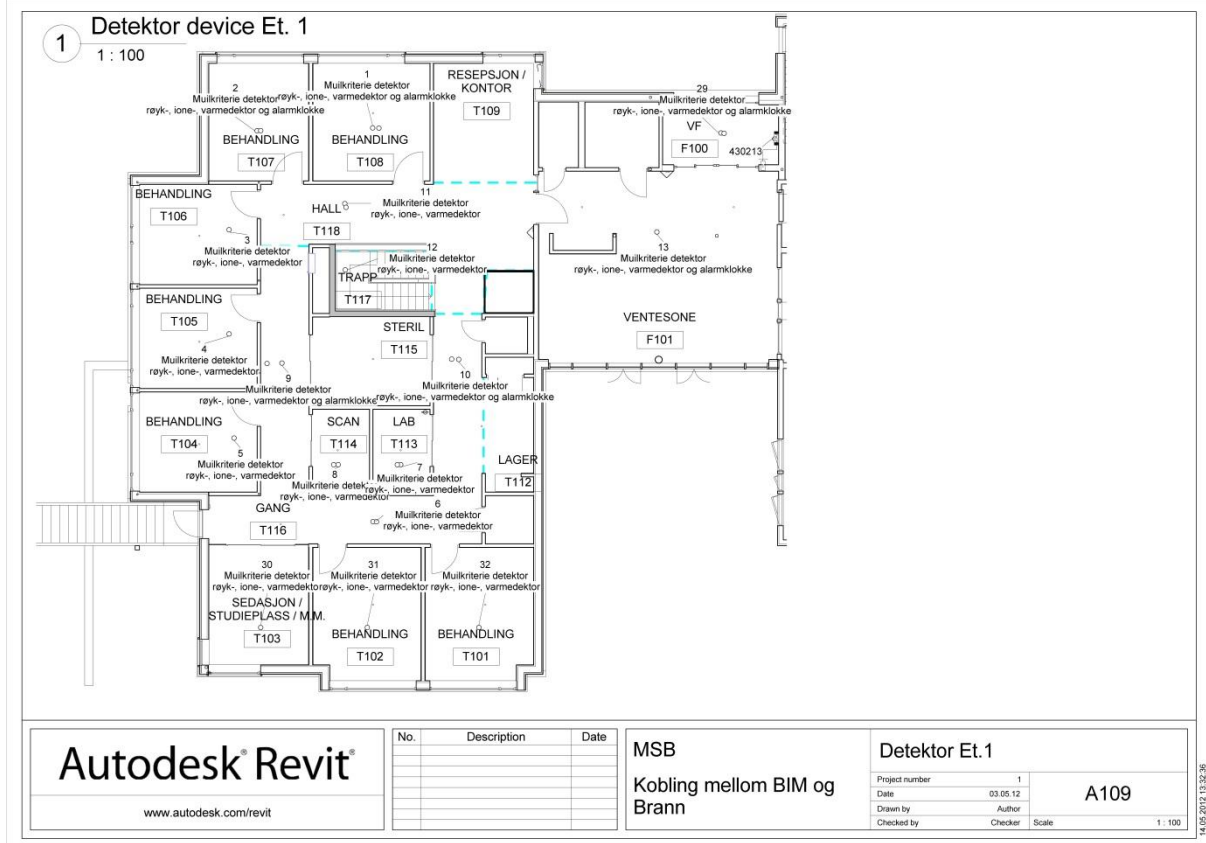 1
Detektor device Et. 1
1 : 100
2
Muilkriterie detektor
røyk-, ione-, varmedektor og alarmklokke
BEHANDLING
T107
1
Muilkriterie detektor
røyk-, ione-, varmedektor og alarmklokke
BEHANDLING
T108
RESEPSJON /
KONTOR
T109
29
Muilkriterie detektor
røyk-, ione-, varmedektor og alarmklokke
VF
F100
430213
BEHANDLING
T106
3
Muilkriterie detektor
røyk-, ione-, varmedektor
HALL
T118
11
Muilkriterie detektor
røyk-, ione-, varmedektor
12
Muilkriterie detektor
røyk-, ione-, varmedektor
TRAPP
T117
13
Muilkriterie detektor
røyk-, ione-, varmedektor og alarmklokke
VENTESONE
F101
BEHANDLING
T105
4
Muilkriterie detektor
røyk-, ione-, varmedektor
STERIL
T115
9
Muilkriterie detektor
røyk-, ione-, varmedektor og alarmklokke
10
Muilkriterie detektor
røyk-, ione-, varmedektor og alarmklokke
BEHANDLING
T104
5
Muilkriterie detektor
røyk-, ione-, varmedektor
SCAN
T114
8
Muilkriterie detektor
røyk-, ione-, varmedektor
LAB
T113
7
Muilkriterie detektor
røyk-, ione-, varmedektor
LAGER
T112
GANG
T116
6
Muilkriterie detektor
røyk-, ione-, varmedektor
30
Muilkriterie detektor
røyk-, ione-, varmedektor
SEDASJON /
STUDIEPLASS / M.M.
T103
31
Muilkriterie detektor
røyk-, ione-, varmedektor
BEHANDLING
T102
32
Muilkriterie detektor
røyk-, ione-, varmedektor
BEHANDLING
T101
Autodesk® Revit®
www.autodesk.com/revit
No. Description Date
MSB
Kobling mellom BIM og
Brann
Detektor Et.1
Project number 1
Date 03.05.12
Drawn by Author
Checked by Checker
A109
Scale 1 : 100
14.05.2012 13:32:36